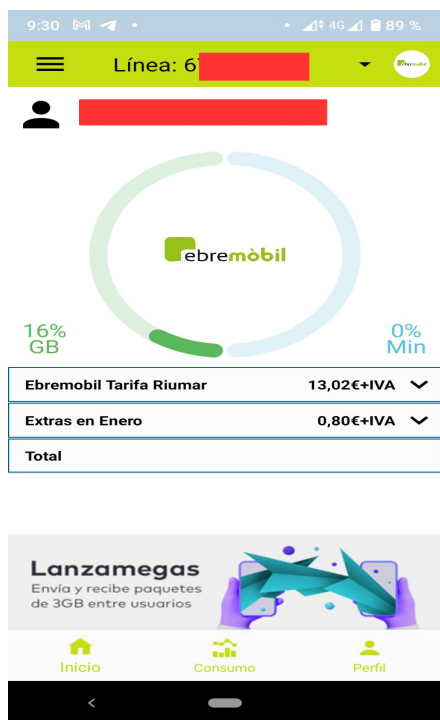 9:30 4G 89 %
Línea: 6
ebremòbil
16% GB
0% Min
Ebremobil Tarifa Riumar 13,02€+IVA
Extras en Enero 0,80€+IVA
Total
Lanzamegas
Envía y recibe paquetes
de 3GB entre usuarios
Inicio Consumo Perfil